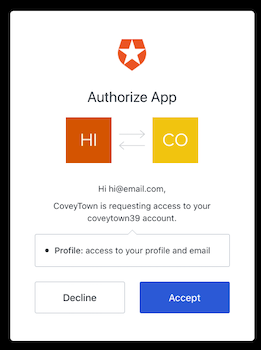 Authorize App
HI
CO
Hi hi@email.com,
CoveyTown is requesting access to your
coveytown39 account.
Profile: access to your profile and email
Decline
Accept